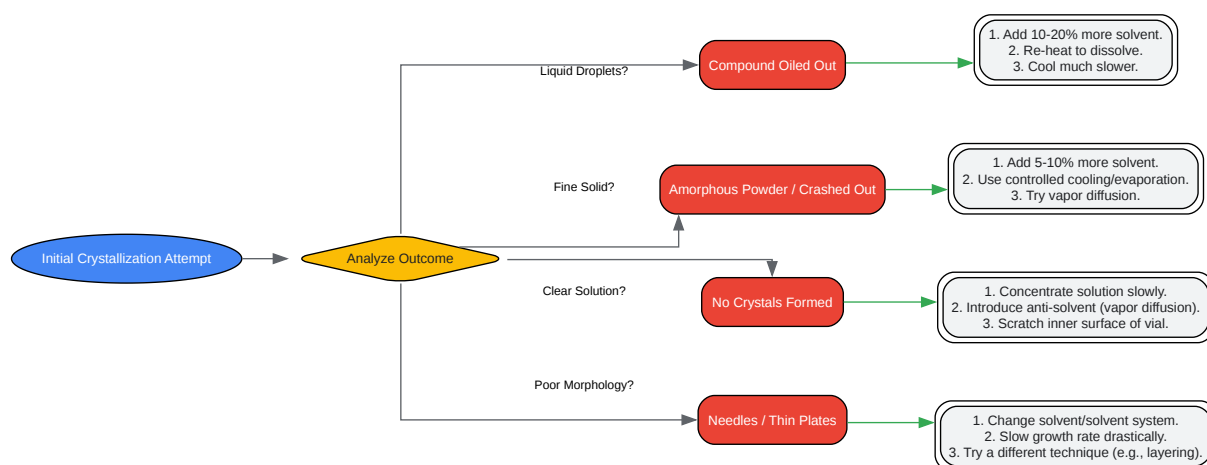 Initial Crystallization Attempt
Analyze Outcome
Liquid Droplets?
Compound Oiled Out
1. Add 10-20% more solvent.
2. Re-heat to dissolve.
3. Cool much slower.
Fine Solid?
Amorphous Powder / Crashed Out
1. Add 5-10% more solvent.
2. Use controlled cooling/evaporation.
3. Try vapor diffusion.
Clear Solution?
No Crystals Formed
1. Concentrate solution slowly.
2. Introduce anti-solvent (vapor diffusion).
3. Scratch inner surface of vial.
Poor Morphology?
Needles / Thin Plates
1. Change solvent/solvent system.
2. Slow growth rate drastically.
3. Try a different technique (e.g., layering).